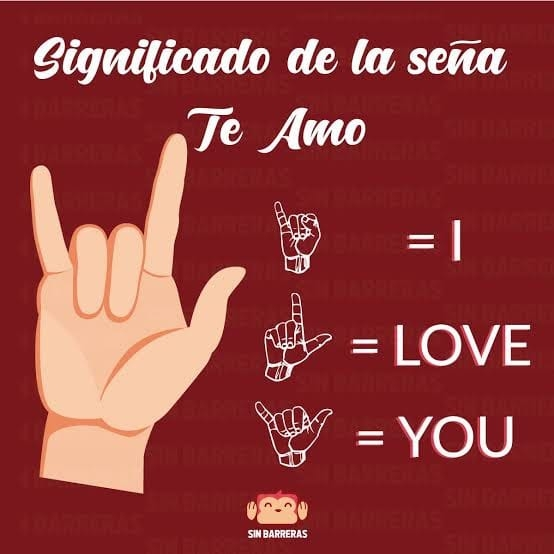 Significado de la seña
Te Amo
= I
= LOVE
= YOU
SIN BARRERAS